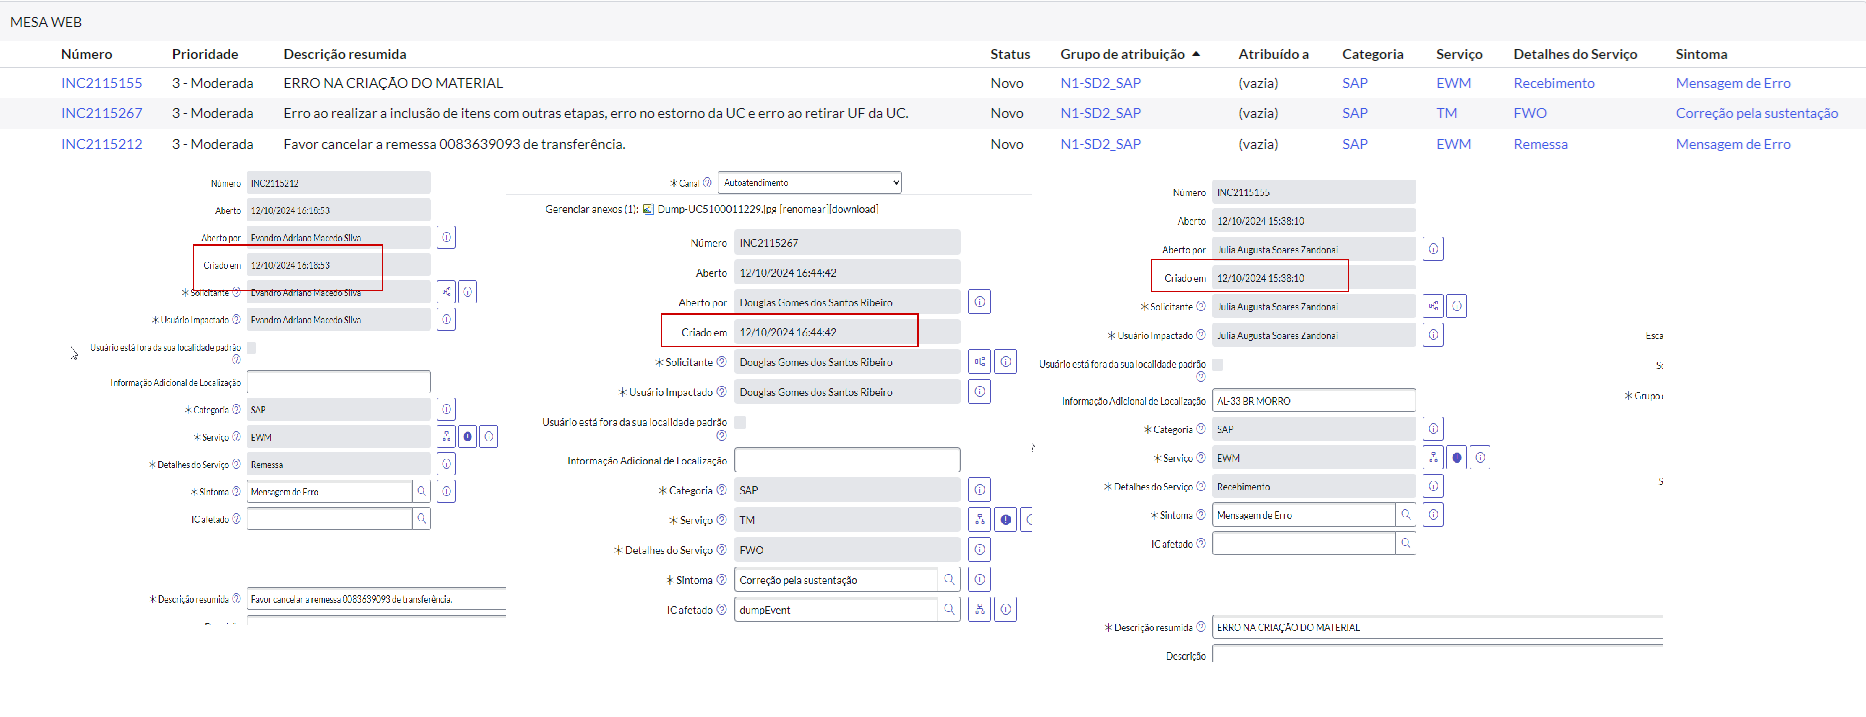 MESA WEB
Número Prioridade Descrição resumida Status Grupo de atribuição Atribuído a Categoria Serviço Detalhes do Serviço Sintoma
INC2115155 3 - Moderada ERRO NA CRIAÇÃO DO MATERIAL Novo N1-SD2_SAP (vazia) SAP EWM Recebimento Mensagem de Erro
INC2115267 3 - Moderada Erro ao realizar a inclusão de itens com outras etapas, erro no estorno da UC e erro ao retirar UF da UC. Novo N1-SD2_SAP (vazia) SAP TM FWO Correção pela sustentação
INC2115212 3 - Moderada Favor cancelar a remessa 0083639093 de transferência. Novo N1-SD2_SAP (vazia) SAP EWM Remessa Mensagem de Erro
Número INC2115212
Aberto 12/10/2024 16:18:53
Aberto por Evandro Adriano Macedo Silva
Criado em 12/10/2024 16:18:53
Solicitante Evandro Adriano Macedo Silva
Usuário Impactado Evandro Adriano Macedo Silva
Usuário está fora da sua localidade padrão
Informação Adicional de Localização
Categoria SAP
Serviço EWM
Detalhes do Serviço Remessa
Sintoma Mensagem de Erro
IC afetado
Descrição resumida Favor cancelar a remessa 0083639093 de transferência.
Canal Autoatendimento
Gerenciar anexos (1): Dump-UC5100011229.jpg [renomear] [download]
Número INC2115267
Aberto 12/10/2024 16:44:42
Aberto por Douglas Gomes dos Santos Ribeiro
Criado em 12/10/2024 16:44:42
Solicitante Douglas Gomes dos Santos Ribeiro
Usuário Impactado Douglas Gomes dos Santos Ribeiro
Usuário está fora da sua localidade padrão
Informação Adicional de Localização
Categoria SAP
Serviço TM
Detalhes do Serviço FWO
Sintoma Correção pela sustentação
IC afetado dumpEvent
Número INC2115155
Aberto 12/10/2024 15:38:10
Aberto por Julia Augusta Soares Zandonai
Criado em 12/10/2024 15:38:10
Solicitante Julia Augusta Soares Zandonai
Usuário Impactado Julia Augusta Soares Zandonai
Usuário está fora da sua localidade padrão
Informação Adicional de Localização AL-33 BR MORRO
Categoria SAP
Serviço EWM
Detalhes do Serviço Recebimento
Sintoma Mensagem de Erro
IC afetado
Descrição resumida ERRO NA CRIAÇÃO DO MATERIAL
Descrição
Esca
Grupo